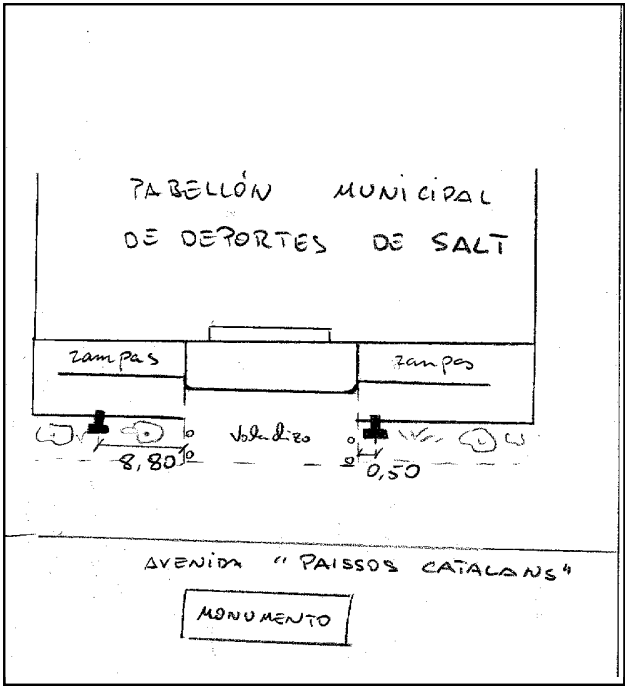 PABELLÓN MUNICIPAL
DE DEPORTES DE SALT
rampas
rampas
Voladizo
8,80
0,50
AVENIDA "PAISSOS CATALANS"
MONUMENTO